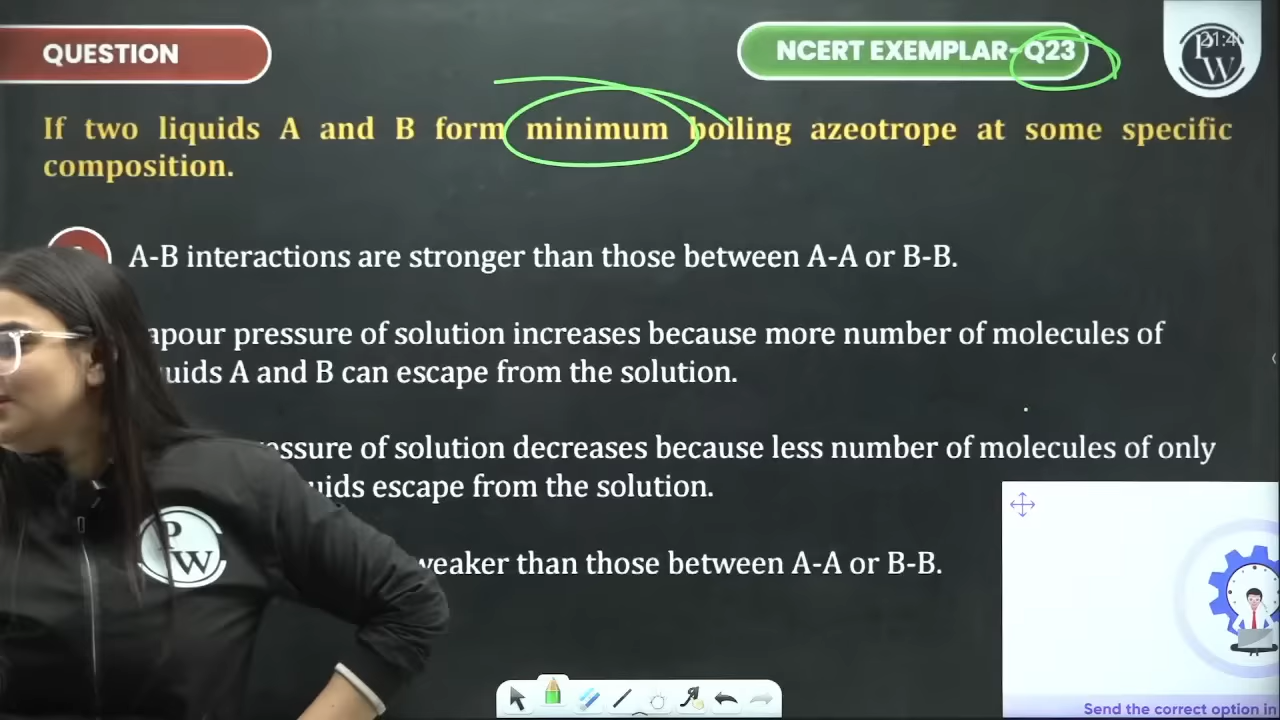 QUESTION
NCERT EXEMPLAR-Q23
If two liquids A and B form minimum boiling azeotrope at some specific
composition.
A-B interactions are stronger than those between A-A or B-B.
apour pressure of solution increases because more number of molecules of
uids A and B can escape from the solution.
essure of solution decreases because less number of molecules of only
uids escape from the solution.
weaker than those between A-A or B-B.
P
W
P
W
Send the correct option in